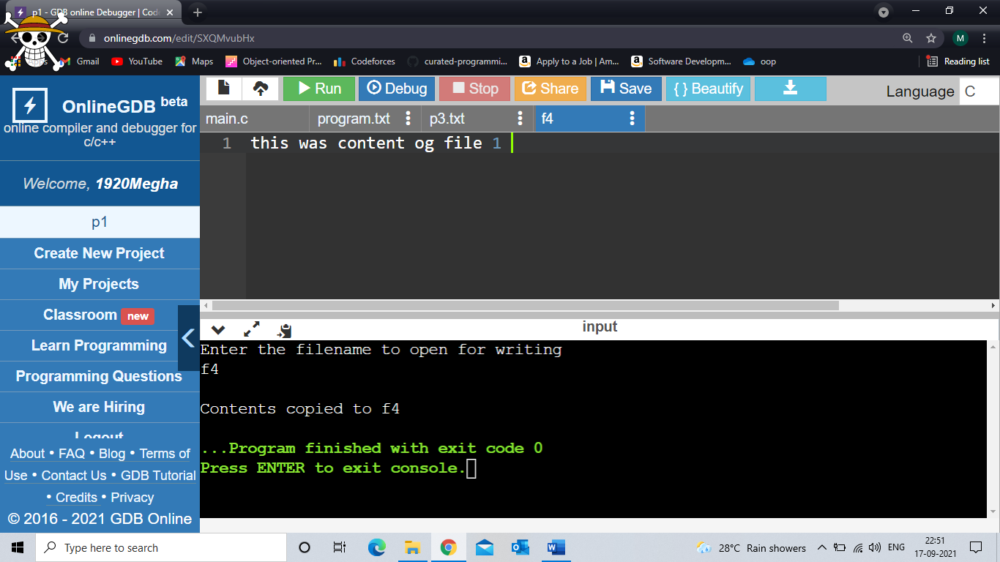 p1 - GDB online Debugger | Cod
onlinegdb.com/edit/SXQMvubHx
M
Apps
Gmail
YouTube
Maps
Object-oriented Pr...
Codeforces
curated-programmi...
Apply to a Job | Am...
Software Developm...
oop
Reading list
OnlineGDB beta
online compiler and debugger for
c/c++
Welcome, 1920Megha
p1
Create New Project
My Projects
Classroom new
Learn Programming
Programming Questions
We are Hiring
Logout
About • FAQ • Blog • Terms of
Use • Contact Us • GDB Tutorial
• Credits • Privacy
© 2016 - 2021 GDB Online
Run
Debug
Stop
Share
Save
{ } Beautify
Language C
main.c
program.txt
p3.txt
f4
1 this was content og file 1
input
Enter the filename to open for writing
f4
Contents copied to f4
...Program finished with exit code 0
Press ENTER to exit console.
Type here to search
28°C Rain showers
ENG
22:51
17-09-2021